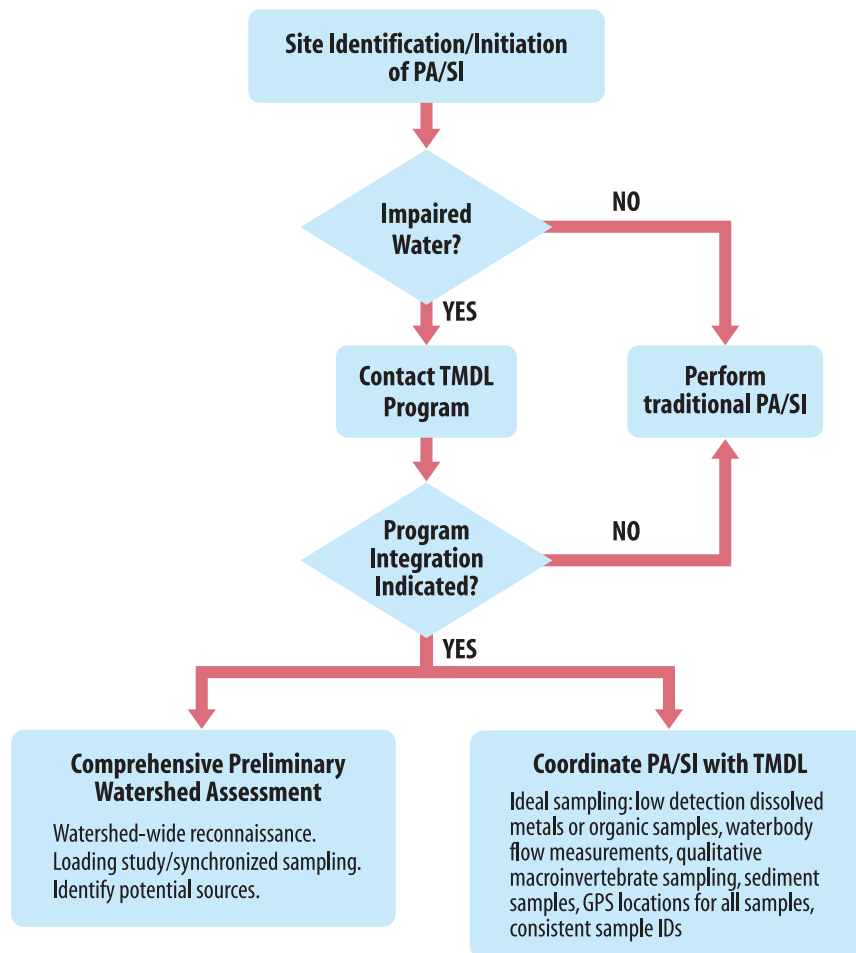 Site Identification/Initiation
of PA/SI
Impaired
Water?
NO
YES
Contact TMDL
Program
Perform
traditional PA/SI
Program
Integration
Indicated?
NO
YES
Comprehensive Preliminary
Watershed Assessment
Watershed-wide reconnaissance.
Loading study/synchronized sampling.
Identify potential sources.
Coordinate PA/SI with TMDL
Ideal sampling: low detection dissolved
metals or organic samples, waterbody
flow measurements, qualitative
macroinvertebrate sampling, sediment
samples, GPS locations for all samples,
consistent sample IDs